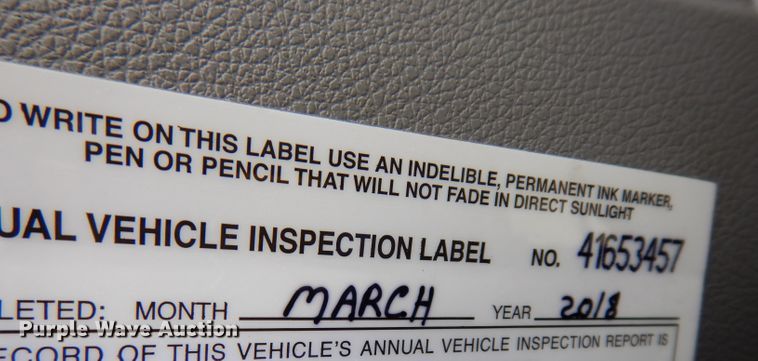 O WRITE ON THIS LABEL USE AN INDELIBLE, PERMANENT INK MARKER,
PEN OR PENCIL THAT WILL NOT FADE IN DIRECT SUNLIGHT
UAL VEHICLE INSPECTION LABEL NO. 41653457
LETED: MONTH MARCH YEAR 2018
Purple Wave Auction
ECORD OF THIS VEHICLE'S ANNUAL VEHICLE INSPECTION REPORT IS